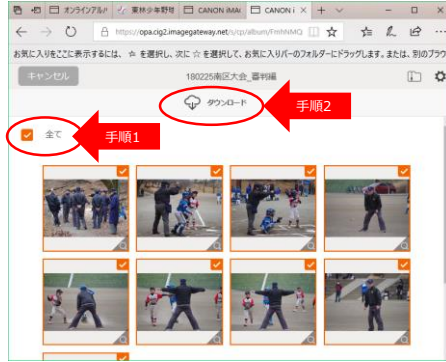 オンラインアルバ
栗林少年野球
CANON iMA
CANON i
https://opa.cig2.imagegateway.net/s/cp/album/FmhNMQ
お気に入りをここに表示するには、☆ を選択し、次に ☆ を選択して、お気に入りバーのフォルダーにドラッグします。または、別のブラウ
キャンセル
180225南区大会_審判編
ダウンロード
手順2
全て
手順1